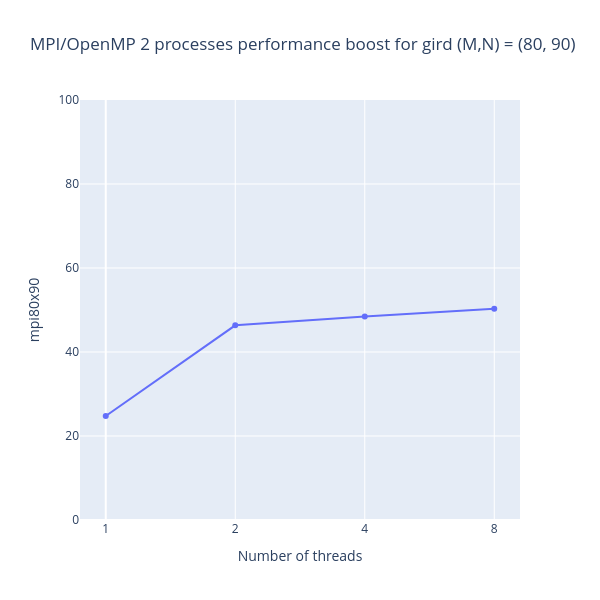 MPI/OpenMP 2 processes performance boost for gird (M,N) = (80, 90)
100
80
60
40
20
0
mpi80x90
1 2 4 8
Number of threads